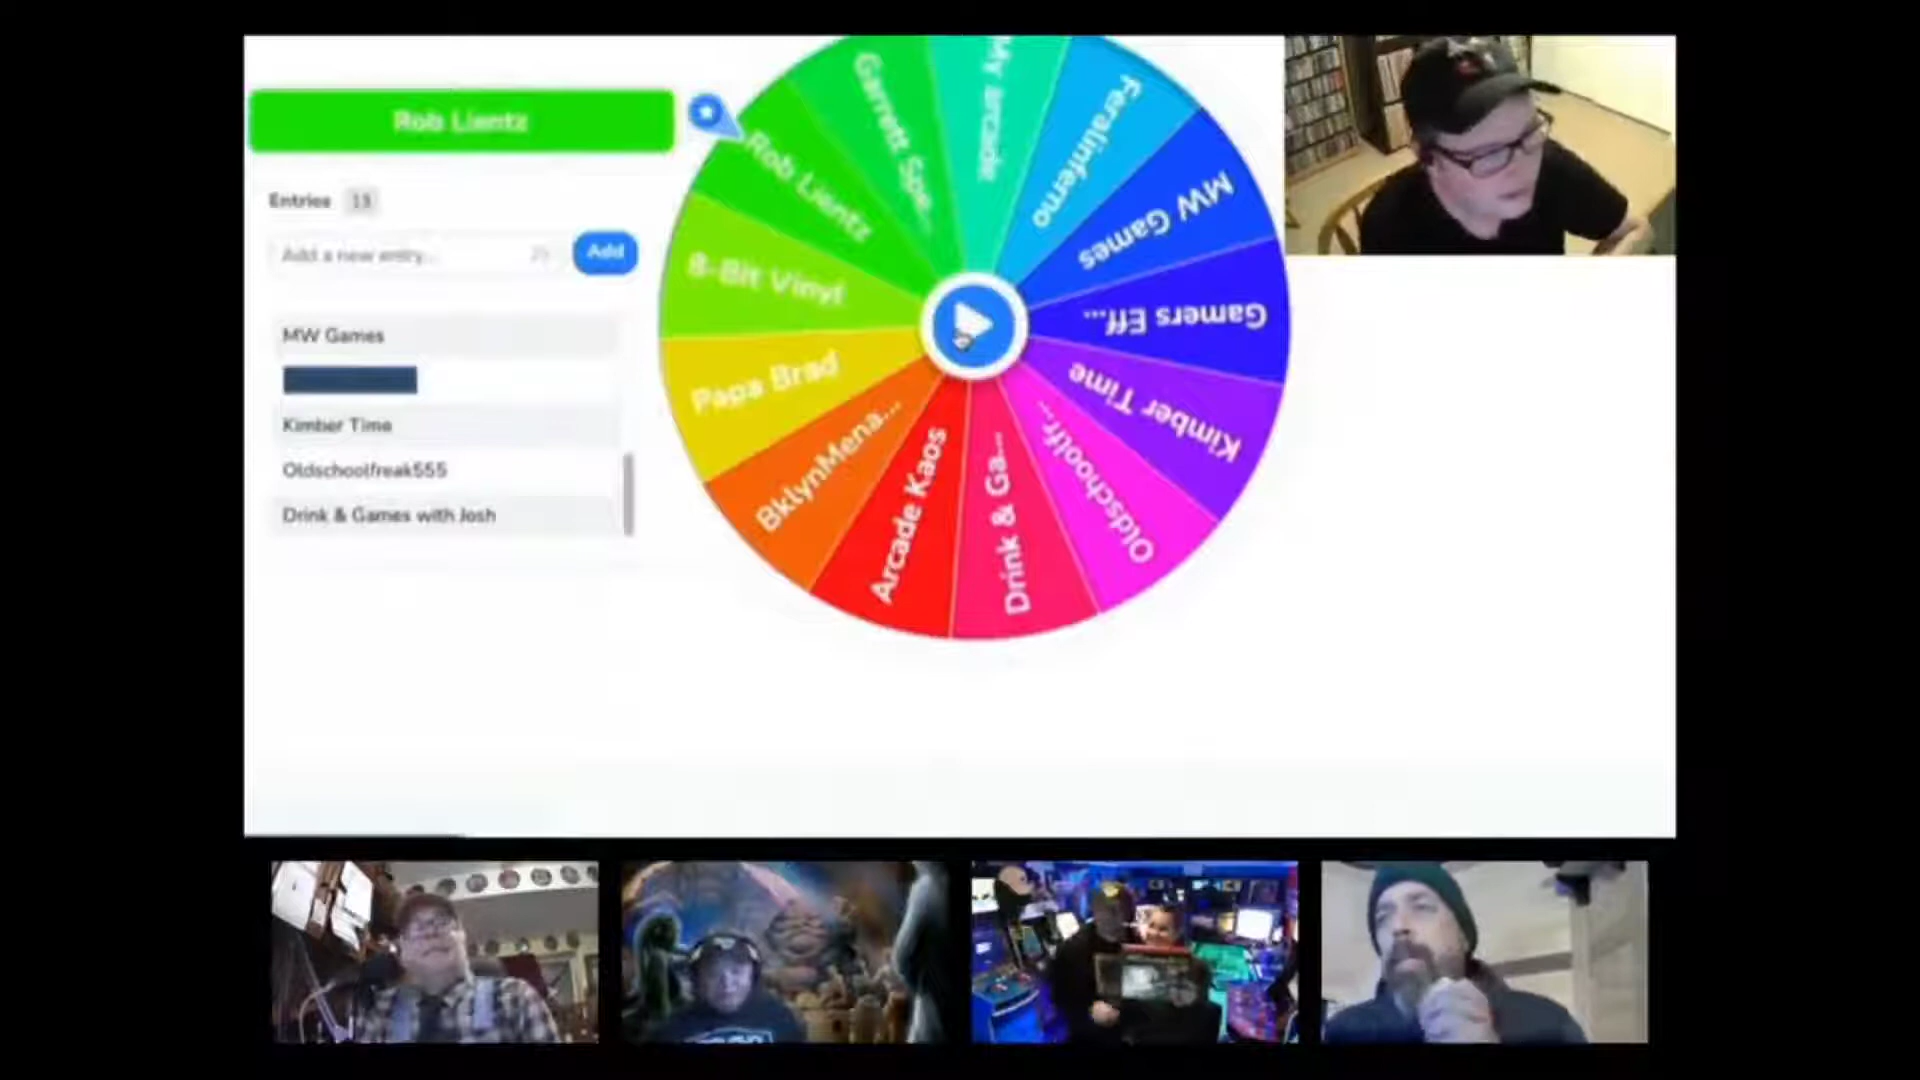 Rob Lientz
Entries 13
Add a new entry...
Add
MW Games
Kimber Time
Oldschoolfreak555
Drink & Games with Josh
My arcade
Feralinferno
MW Games
Gamers Eff...
Kimber Time
Oldschoolfr...
Drink & Ga...
Arcade Kaos
BklynMena...
Papa Brad
8-Bit Vinyl
Rob Lientz
Garrett Spe...